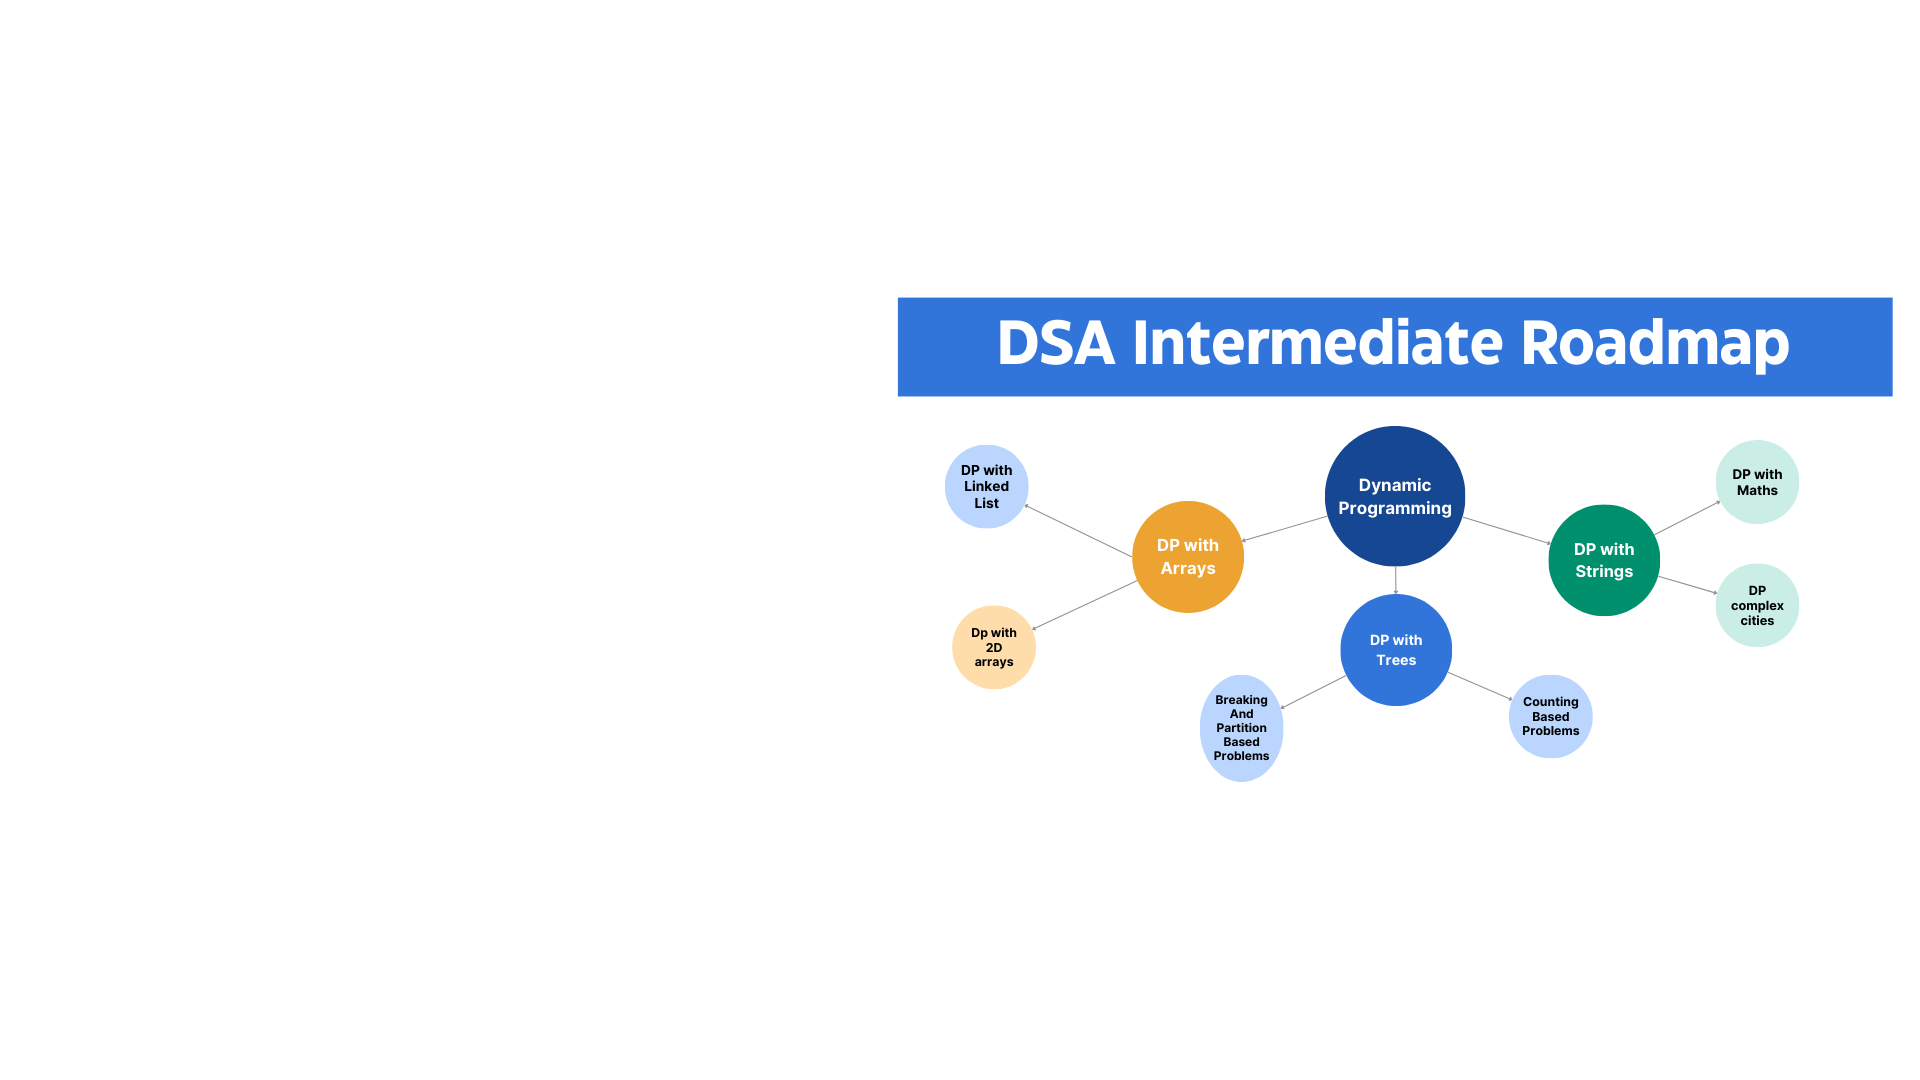 DSA Intermediate Roadmap
Dynamic
Programming
DP with
Arrays
DP with
Linked
List
Dp with
2D
arrays
DP with
Trees
Breaking
And
Partition
Based
Problems
Counting
Based
Problems
DP with
Strings
DP with
Maths
DP
complex
cities